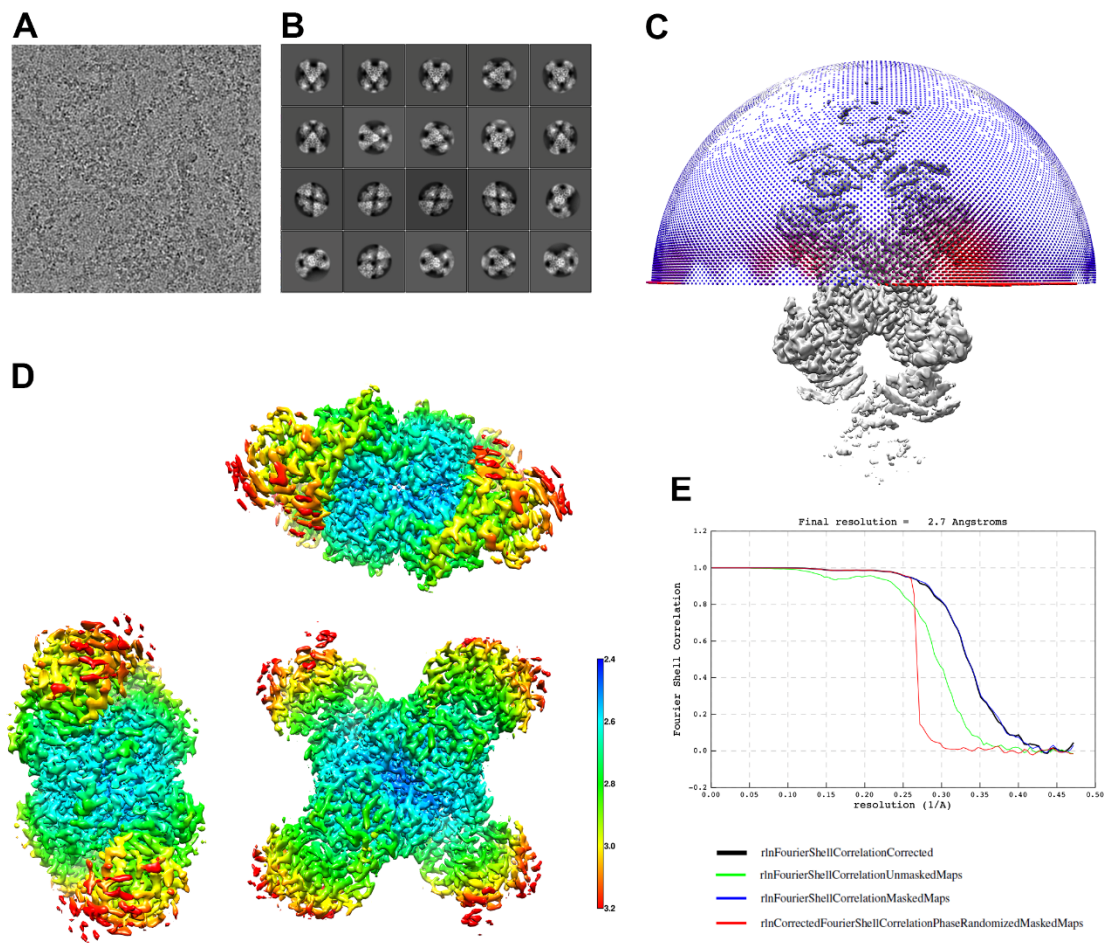 A
B
C
D
2.4
2.6
2.8
3.0
3.2
E
Final resolution = 2.7 Angstroms
Fourier Shell Correlation
1.2
1.0
0.8
0.6
0.4
0.2
0.0
-0.2
0.00 0.05 0.10 0.15 0.20 0.25 0.30 0.35 0.40 0.45 0.50
resolution (1/A)
rlnFourierShellCorrelationCorrected
rlnFourierShellCorrelationUnmaskedMaps
rlnFourierShellCorrelationMaskedMaps
rlnCorrectedFourierShellCorrelationPhaseRandomizedMaskedMaps